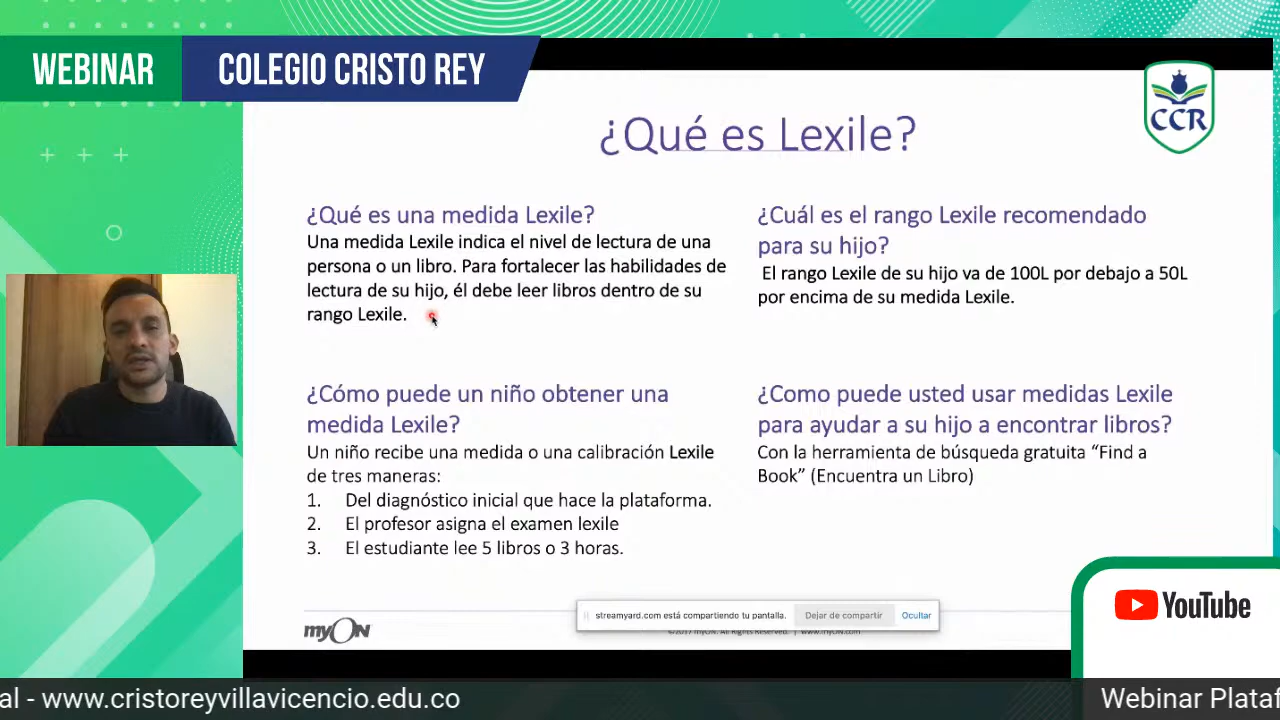 WEBINAR
COLEGIO CRISTO REY
CCR
¿Qué es Lexile?
¿Qué es una medida Lexile?
Una medida Lexile indica el nivel de lectura de una
persona o un libro. Para fortalecer las habilidades de
lectura de su hijo, él debe leer libros dentro de su
rango Lexile.
¿Cuál es el rango Lexile recomendado
para su hijo?
El rango Lexile de su hijo va de 100L por debajo a 50L
por encima de su medida Lexile.
¿Cómo puede un niño obtener una
medida Lexile?
Un niño recibe una medida o una calibración Lexile
de tres maneras:
1. Del diagnóstico inicial que hace la plataforma.
2. El profesor asigna el examen lexile
3. El estudiante lee 5 libros o 3 horas.
¿Como puede usted usar medidas Lexile
para ayudar a su hijo a encontrar libros?
Con la herramienta de búsqueda gratuita “Find a
Book” (Encuentra un Libro)
myON
streamyard.com está compartiendo tu pantalla.
Dejar de compartir
Ocultar
©2017 myON. All Rights Reserved. | www.myON.com
YouTube
al - www.cristoreyvillavicencio.edu.co
Webinar Plataf